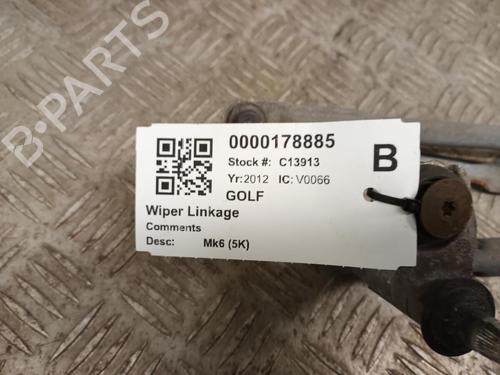 B-PARTS
0000178885
Stock #: C13913
Yr:2012 IC: V0066
GOLF
B
Wiper Linkage
Comments
Desc: Mk6 (5K)